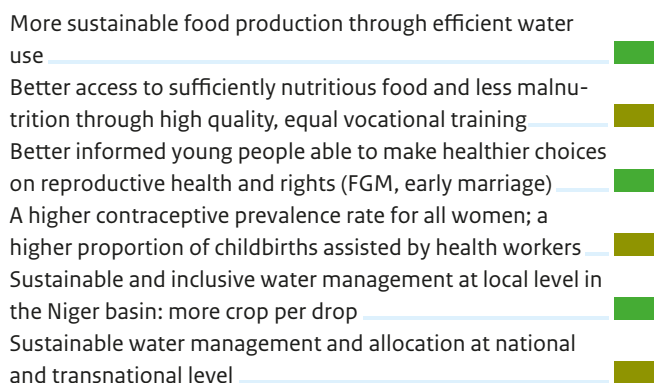 More sustainable food production through efficient water
use
Better access to sufficiently nutritious food and less malnu-
trition through high quality, equal vocational training
Better informed young people able to make healthier choices
on reproductive health and rights (FGM, early marriage)
A higher contraceptive prevalence rate for all women; a
higher proportion of childbirths assisted by health workers
Sustainable and inclusive water management at local level in
the Niger basin: more crop per drop
Sustainable water management and allocation at national
and transnational level